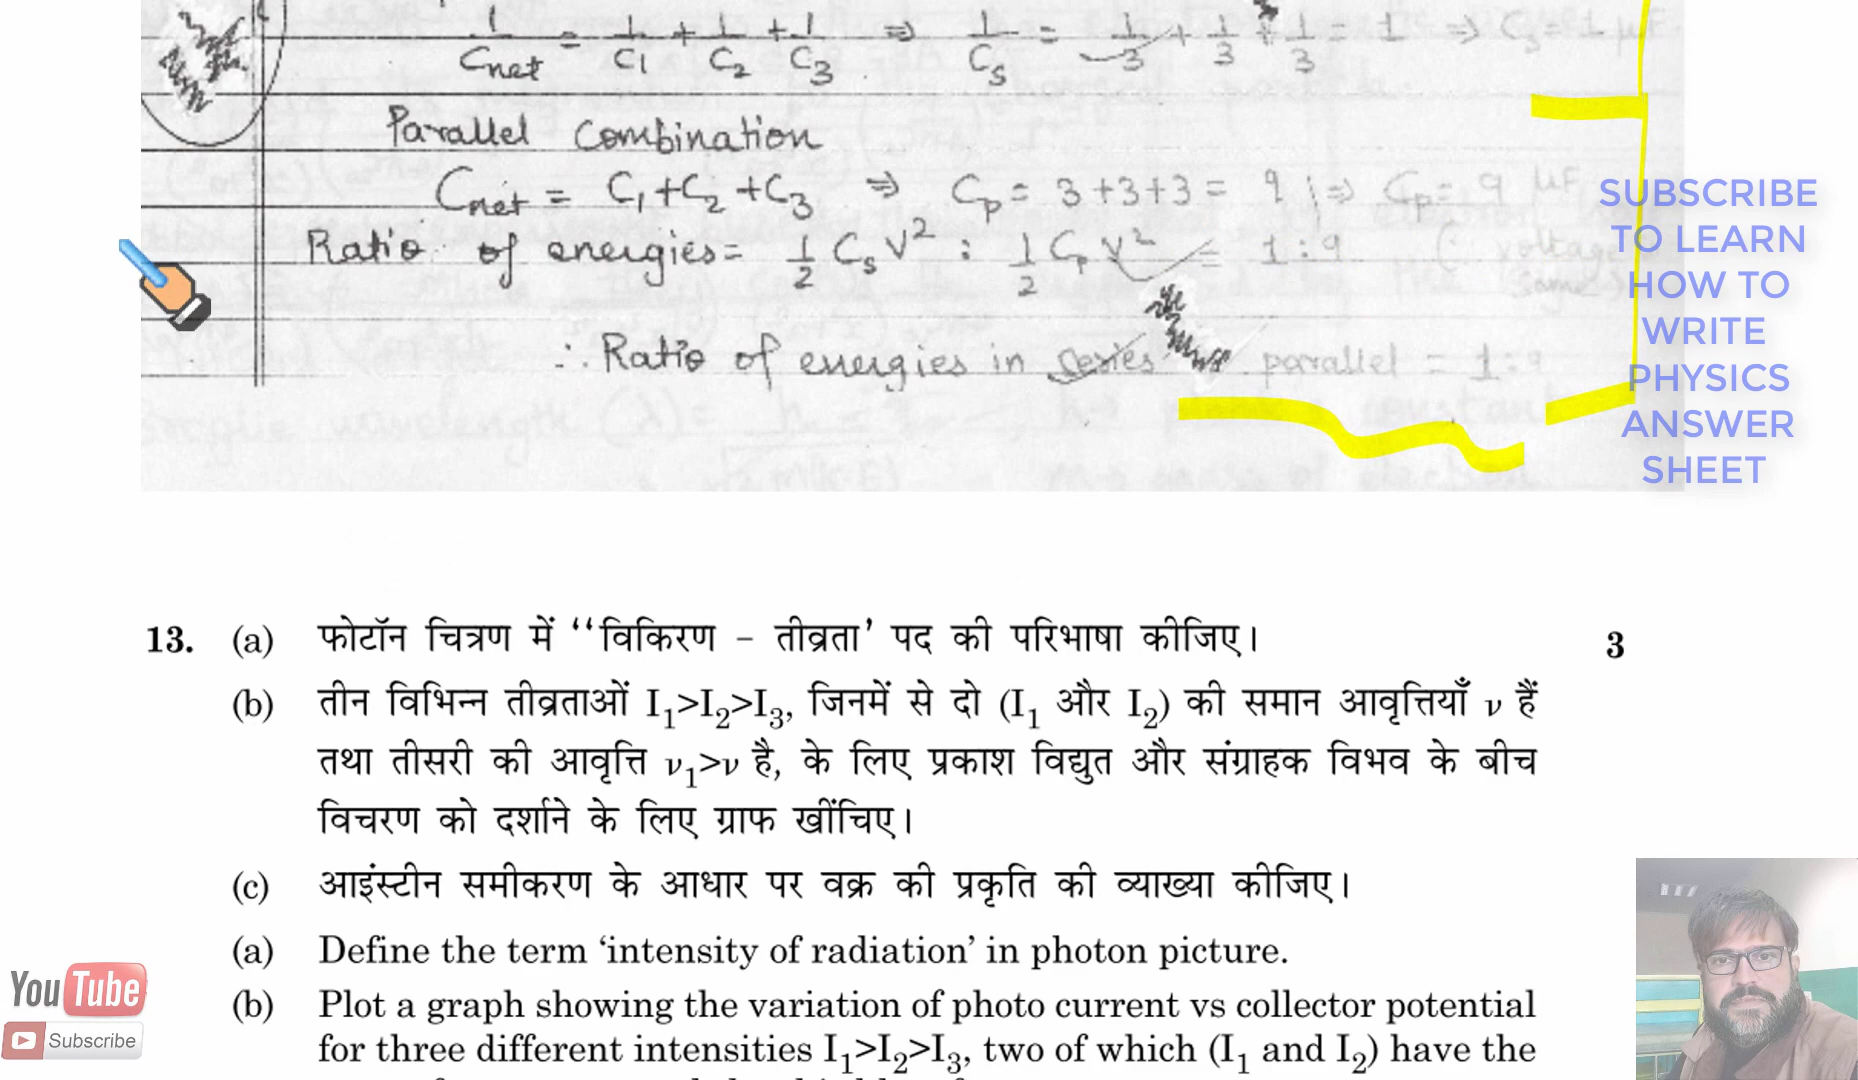 1/Cnet = 1/C1 + 1/C2 + 1/C3 ⇒ 1/Cs = 1/3 + 1/3 + 1/3 = 1 ⇒ Cs = 1 μF
Parallel Combination
Cnet = C1+C2+C3 ⇒ Cp = 3+3+3 = 9 ⇒ Cp = 9 μF
Ratio of energies = 1/2 Cs V² : 1/2 Cp V² = 1:9 (∵ voltage
same)
∴ Ratio of energies in series parallel = 1:9
SUBSCRIBE
TO LEARN
HOW TO
WRITE
PHYSICS
ANSWER
SHEET
13. (a) फोटॉन चित्रण में ‘‘विकिरण - तीव्रता’ पद की परिभाषा कीजिए। 3
(b) तीन विभिन्न तीव्रताओं I1>I2>I3, जिनमें से दो (I1 और I2) की समान आवृत्तियाँ ν हैं
तथा तीसरी की आवृत्ति ν1>ν है, के लिए प्रकाश विद्युत और संग्राहक विभव के बीच
विचरण को दर्शाने के लिए ग्राफ खींचिए।
(c) आइंस्टीन समीकरण के आधार पर वक्र की प्रकृति की व्याख्या कीजिए।
(a) Define the term ‘intensity of radiation’ in photon picture.
(b) Plot a graph showing the variation of photo current vs collector potential
for three different intensities I1>I2>I3, two of which (I1 and I2) have the
YouTube
Subscribe